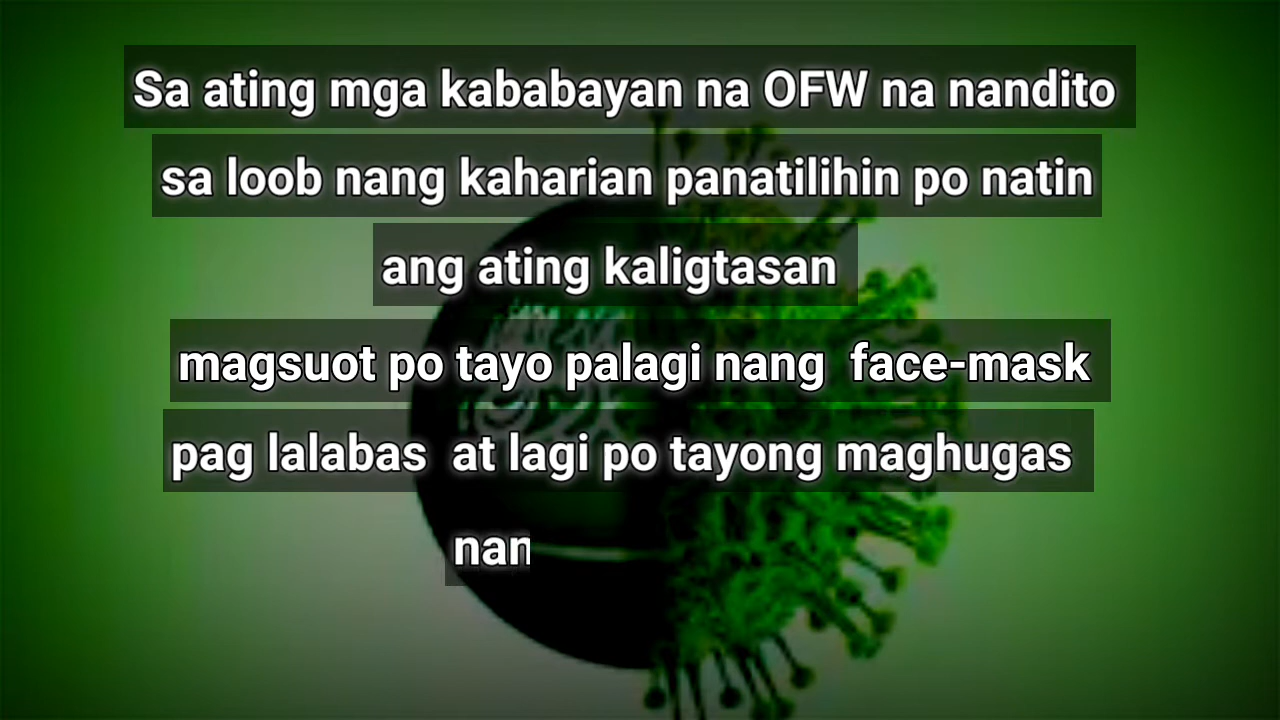 Sa ating mga kababayan na OFW na nandito
sa loob nang kaharian panatilihin po natin
ang ating kaligtasan
magsuot po tayo palagi nang face-mask
pag lalabas at lagi po tayong maghugas
nan